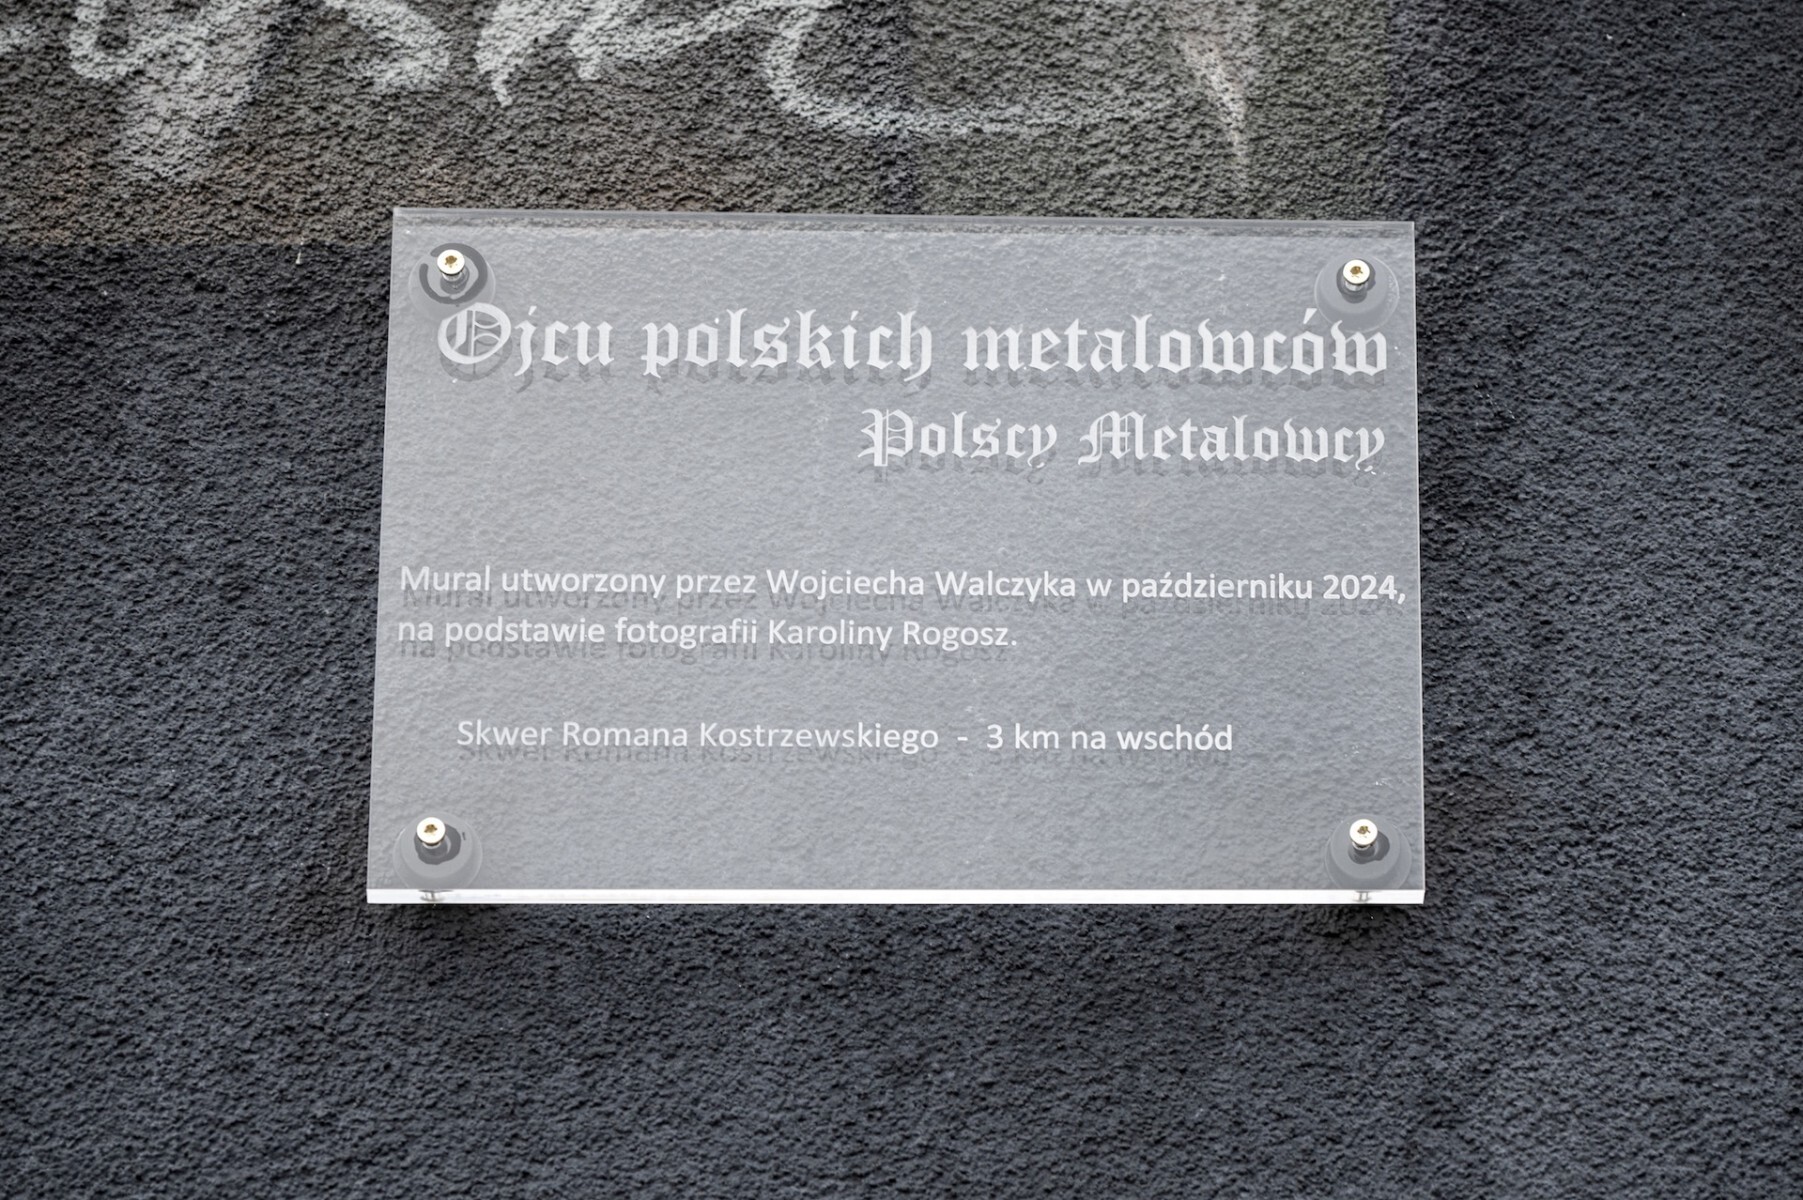 Ojcu polskich metalowców
Polscy Metalowcy
Mural utworzony przez Wojciecha Walczyka w październiku 2024,
na podstawie fotografii Karoliny Rogosz.
Skwer Romana Kostrzewskiego - 3 km na wschód